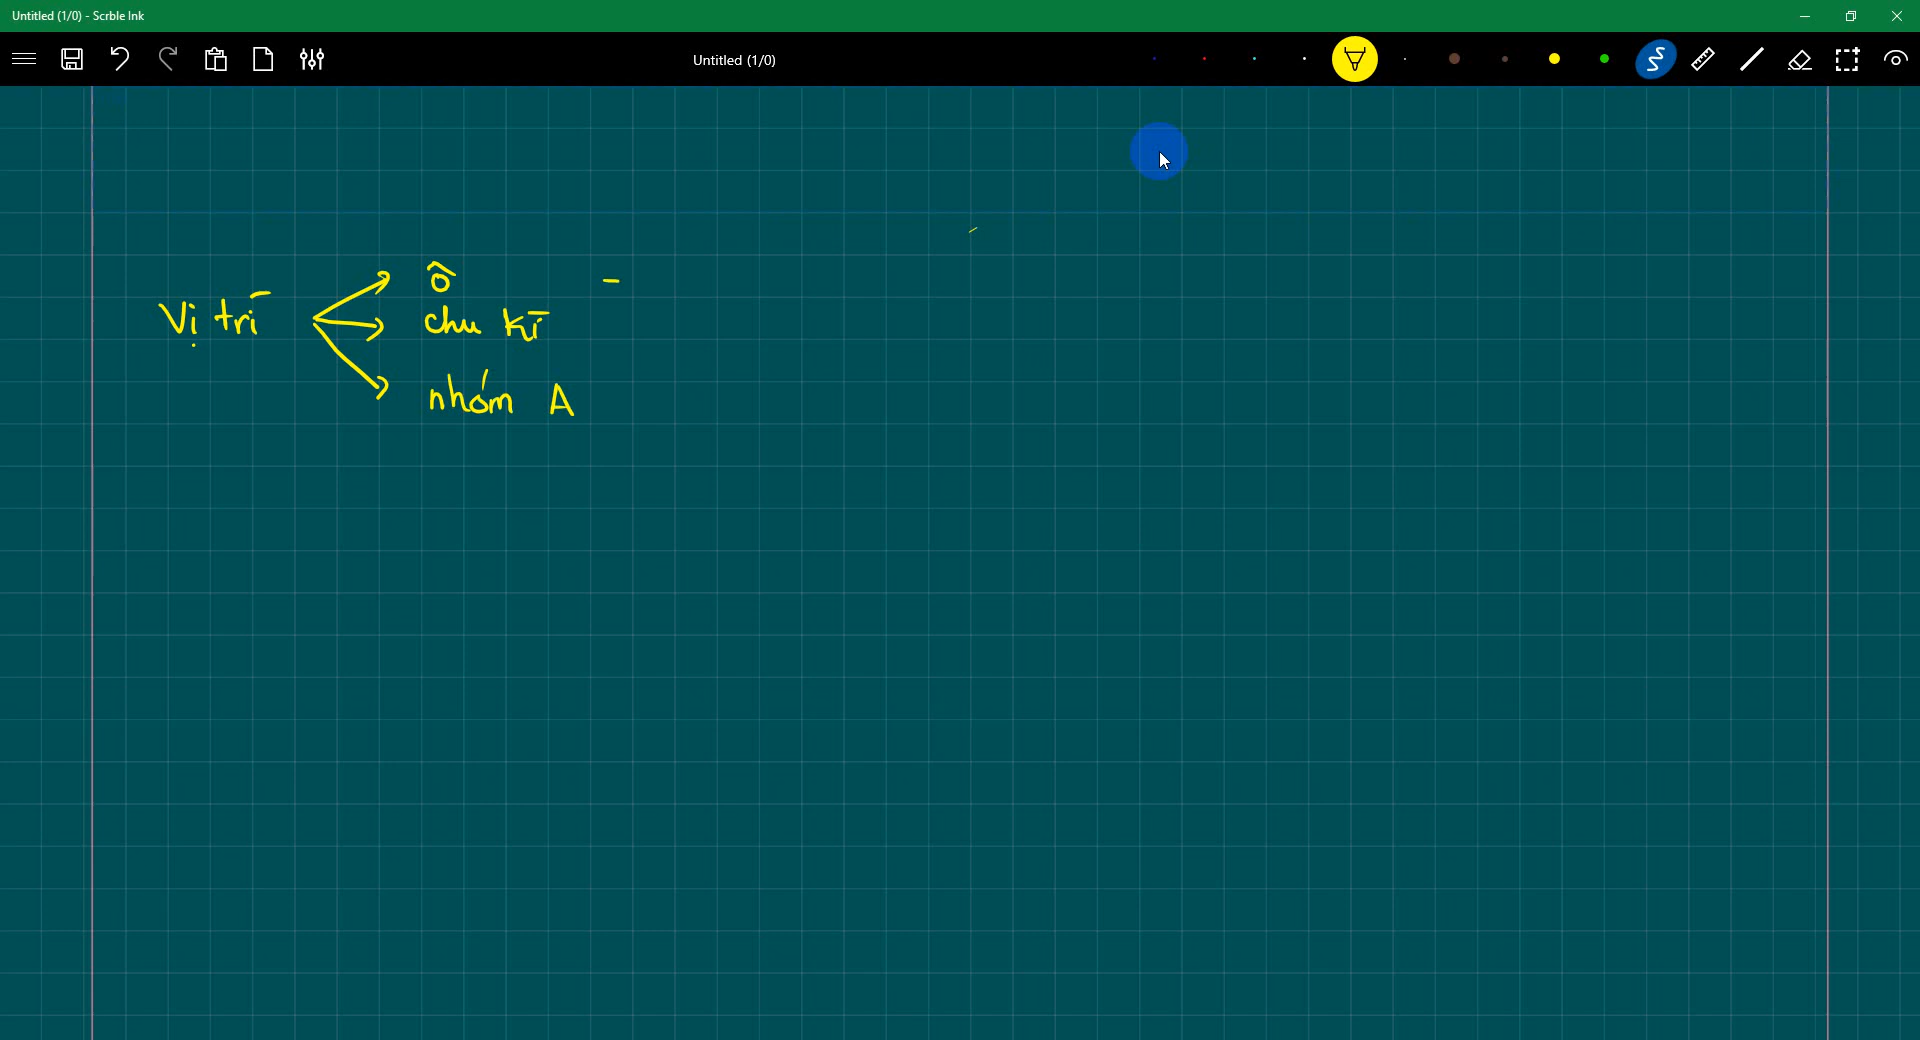 Untitled (1/0) - Scrble Ink
Untitled (1/0)
ô -
Vị trí chu kì
nhóm A